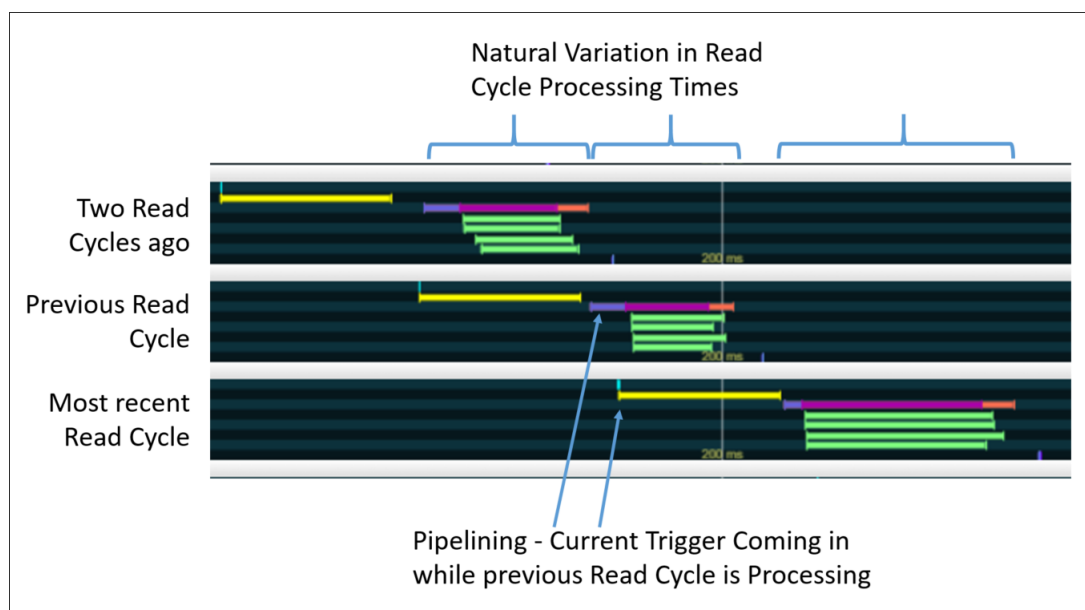 Natural Variation in Read
Cycle Processing Times
Two Read
Cycles ago
200 ms
Previous Read
Cycle
200 ms
Most recent
Read Cycle
200 ms
Pipelining - Current Trigger Coming in
while previous Read Cycle is Processing